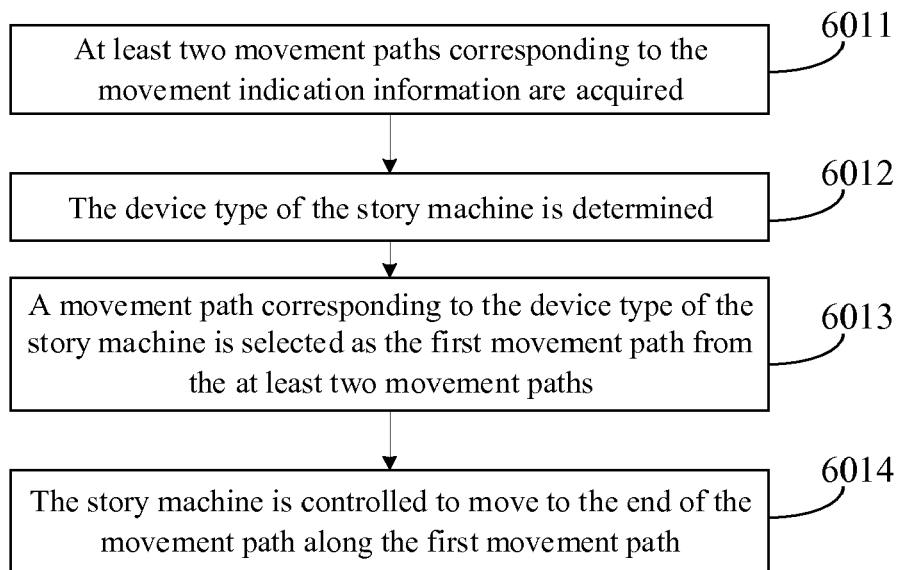 6011
At least two movement paths corresponding to the
movement indication information are acquired
6012
The device type of the story machine is determined
6013
A movement path corresponding to the device type of the
story machine is selected as the first movement path from
the at least two movement paths
6014
The story machine is controlled to move to the end of the
movement path along the first movement path